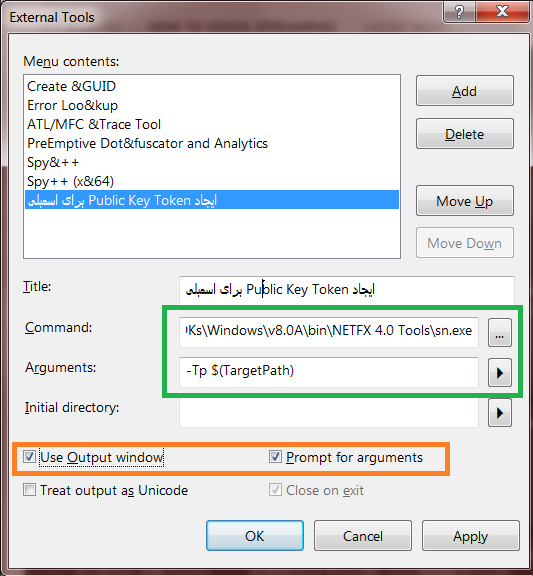 External Tools
Menu contents:
Create &GUID
Error Loo&kup
ATL/MFC &Trace Tool
PreEmptive Dot&fuscator and Analytics
Spy&++
Spy++ (x&64)
ایجاد Public Key Token برای اسمبلی
Add
Delete
Move Up
Move Down
Title:
ایجاد Public Key Token برای اسمبلی
Command:
Ks\Windows\v8.0A\bin\NETFX 4.0 Tools\sn.exe
...
Arguments:
-Tp $(TargetPath)
Initial directory:
Use Output window
Prompt for arguments
Treat output as Unicode
Close on exit
OK
Cancel
Apply